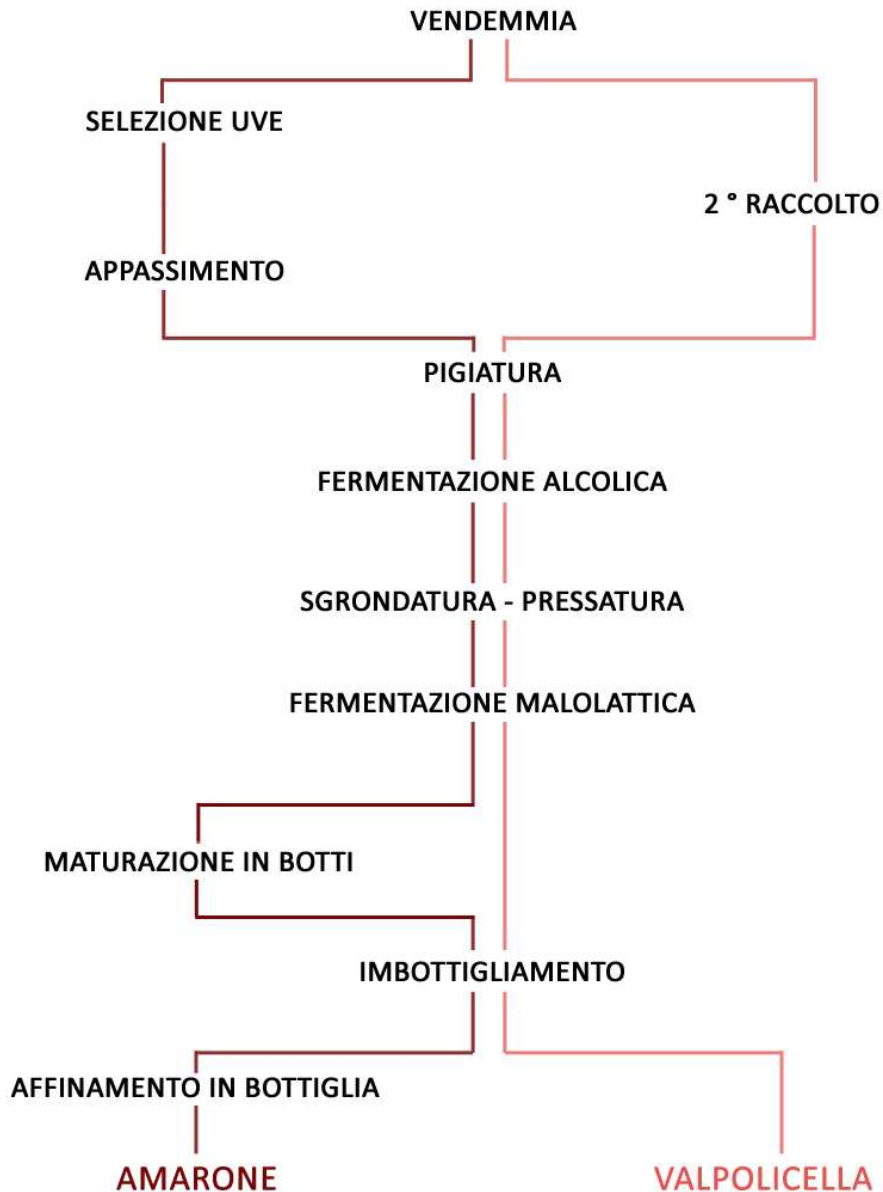 VENDEMMIA
SELEZIONE UVE
2 ° RACCOLTO
APPASSIMENTO
PIGIATURA
FERMENTAZIONE ALCOLICA
SGRONDATURA - PRESSATURA
FERMENTAZIONE MALOLATTICA
MATURAZIONE IN BOTTI
IMBOTTIGLIAMENTO
AFFINAMENTO IN BOTTIGLIA
AMARONE
VALPOLICELLA